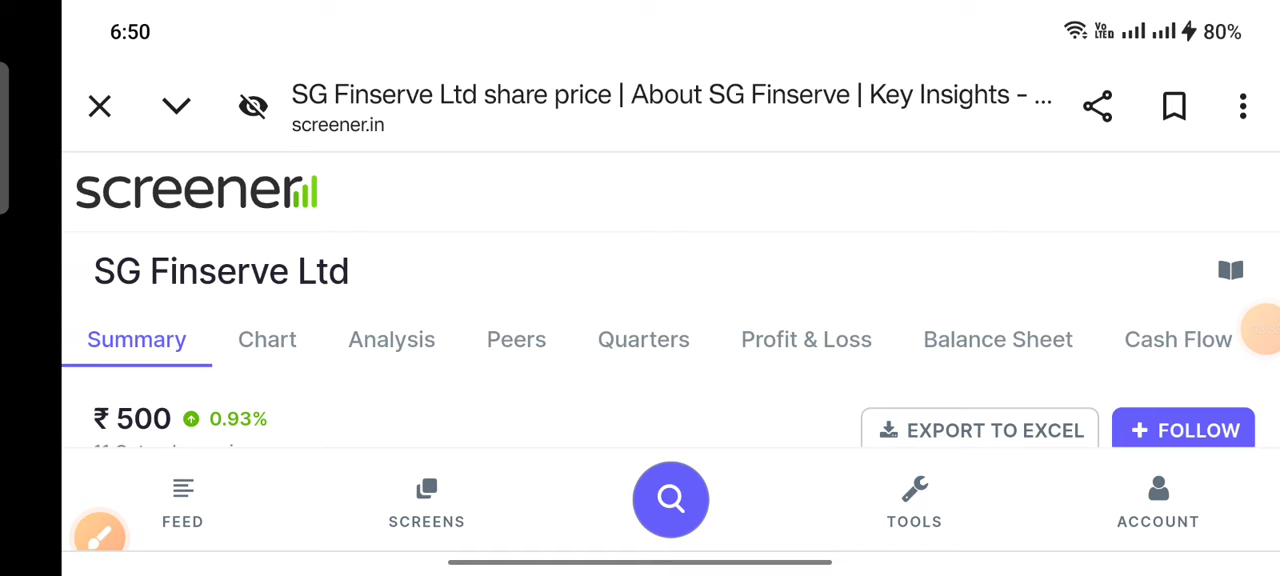 6:50
80%
SG Finserve Ltd share price | About SG Finserve | Key Insights - ...
screener.in
screener
SG Finserve Ltd
Summary Chart Analysis Peers Quarters Profit & Loss Balance Sheet Cash Flow
₹ 500 0.93%
EXPORT TO EXCEL + FOLLOW
FEED SCREENS TOOLS ACCOUNT